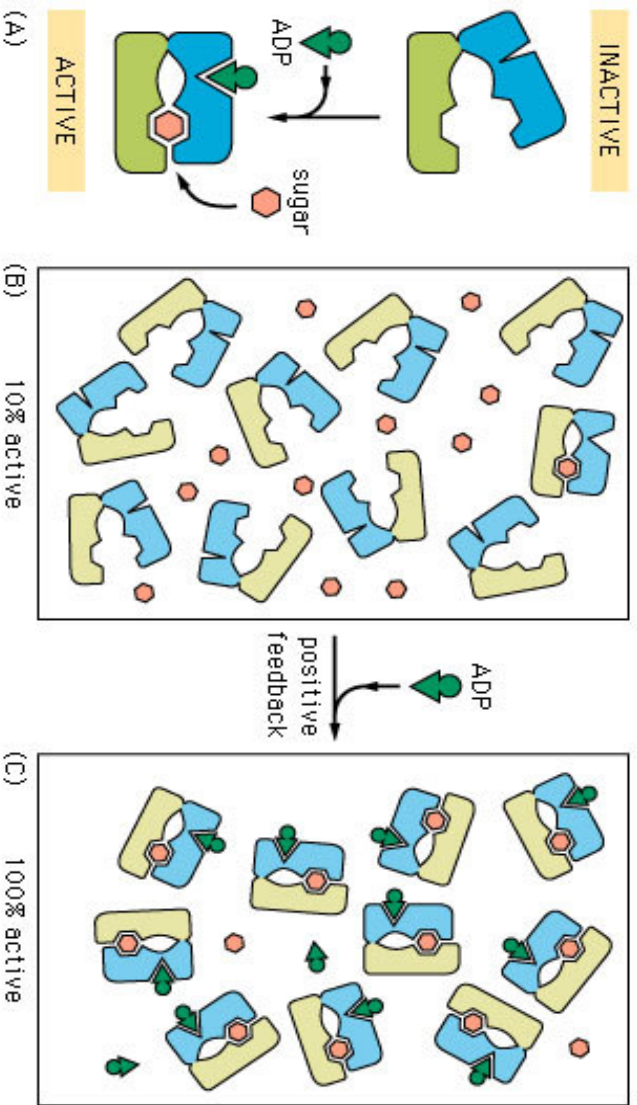 INACTIVE
ADP
sugar
ACTIVE
(A)
(B) 10% active
ADP
positive
feedback
(C) 100% active